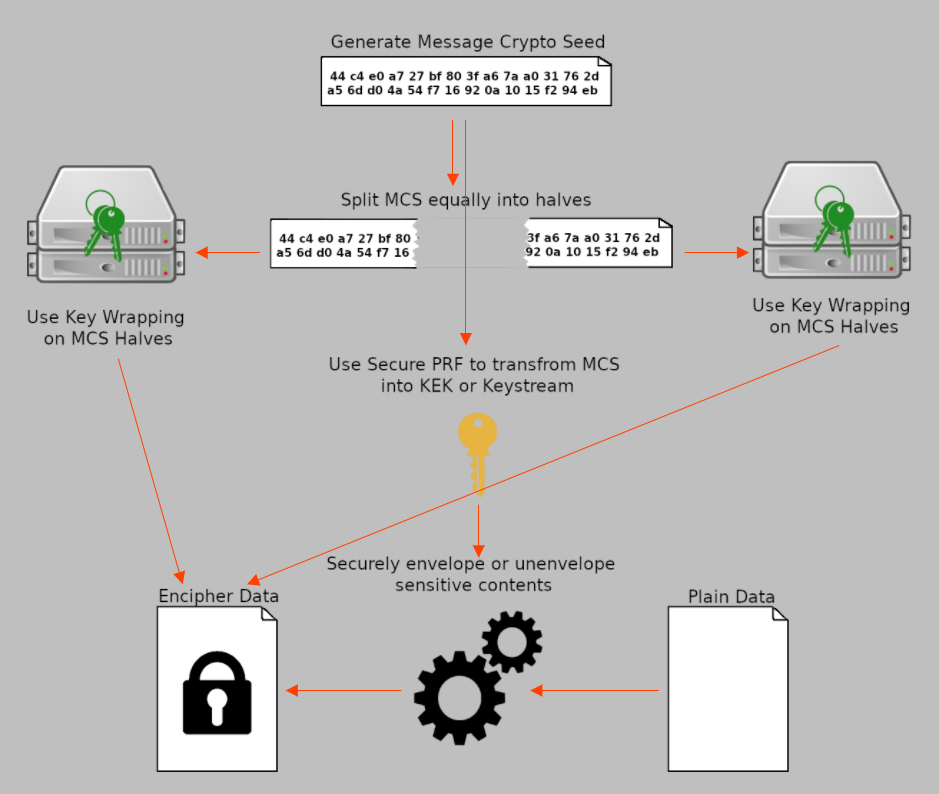 Generate Message Crypto Seed
44 c4 e0 a7 27 bf 80 3f a6 7a a0 31 76 2d
a5 6d d0 4a 54 f7 16 92 0a 10 15 f2 94 eb
Split MCS equally into halves
44 c4 e0 a7 27 bf 80
a5 6d d0 4a 54 f7 16
3f a6 7a a0 31 76 2d
92 0a 10 15 f2 94 eb
Use Key Wrapping
on MCS Halves
Use Key Wrapping
on MCS Halves
Use Secure PRF to transfrom MCS
into KEK or Keystream
Securely envelope or unenvelope
sensitive contents
Encipher Data
Plain Data